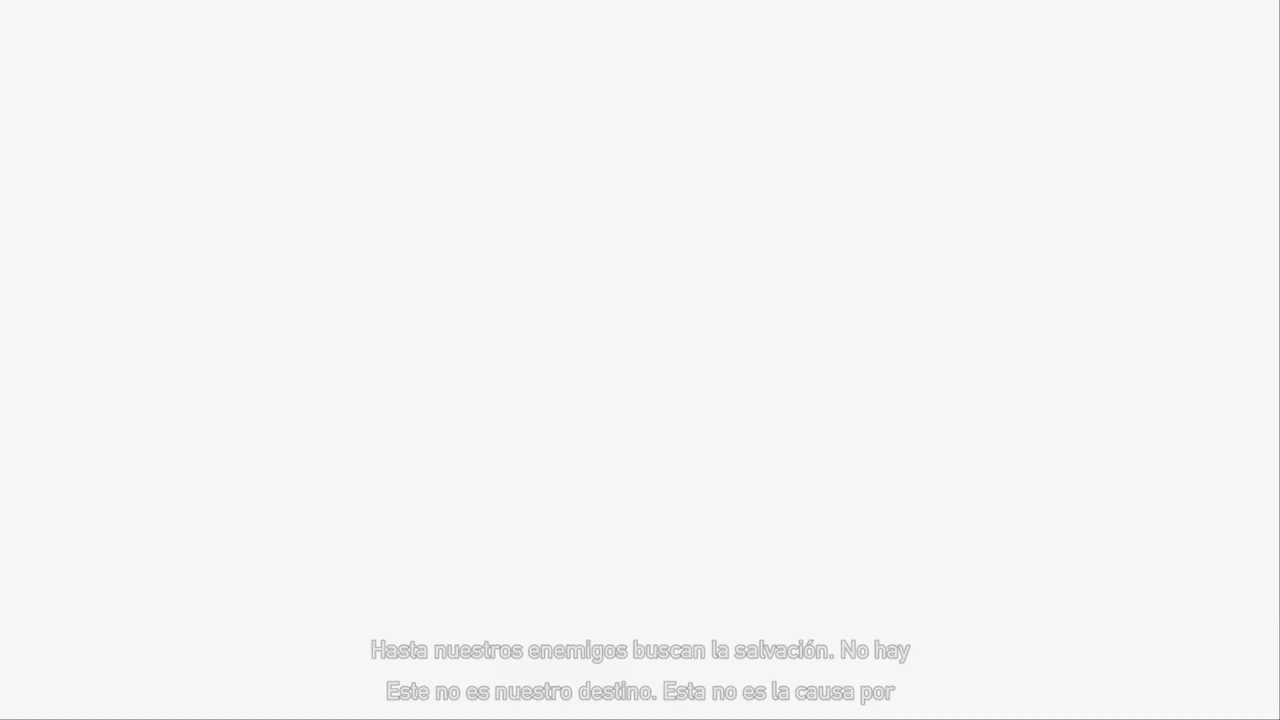 Hasta nuestros enemigos buscan la salvación. No hay
Este no es nuestro destino. Esta no es la causa por